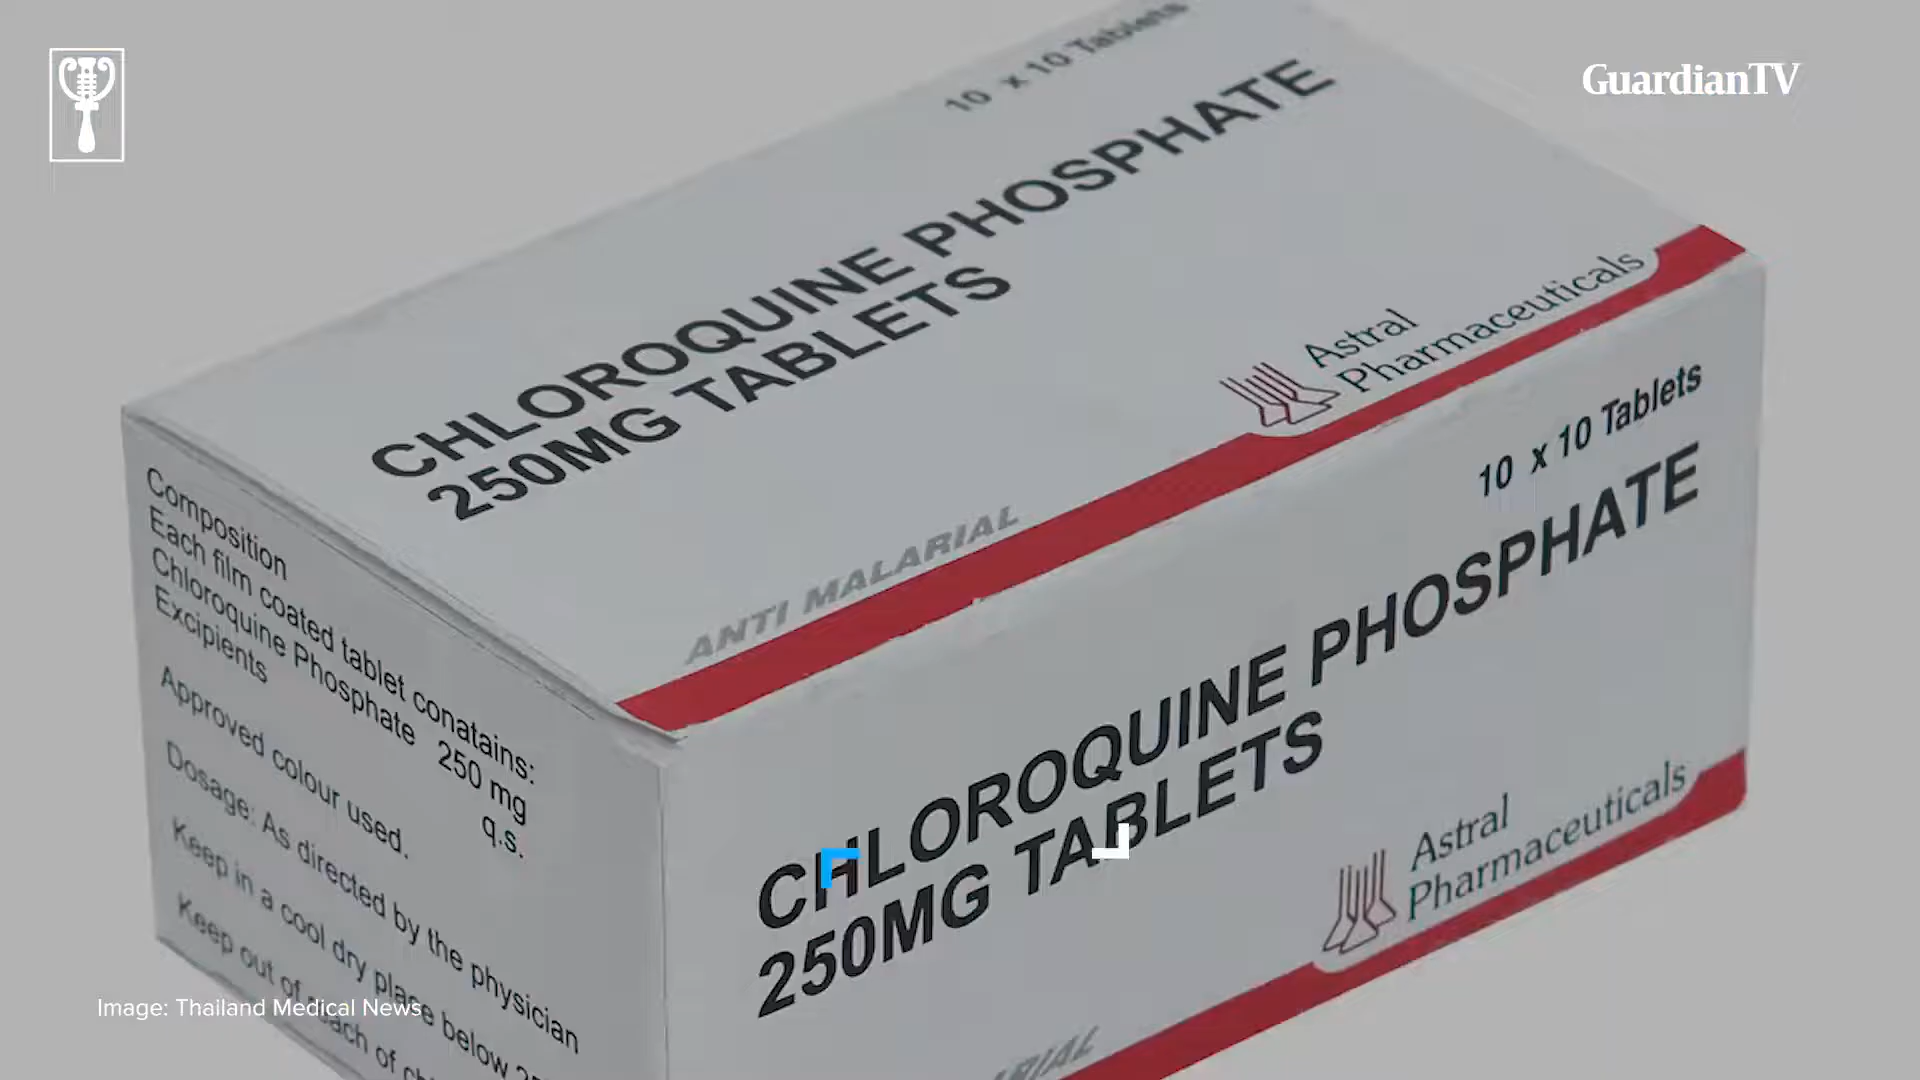 GuardianTV
10 x 10 Tablets
CHLOROQUINE PHOSPHATE
250MG TABLETS
Astral
Pharmaceuticals
ANTI MALARIAL
10 x 10 Tablets
CHLOROQUINE PHOSPHATE
250MG TABLETS
Astral
Pharmaceuticals
Composition
Each film coated tablet conatains:
Chloroquine Phosphate 250 mg
Excipients q.s.
Approved colour used.
Dosage: As directed by the physician
Keep in a cool dry place below
Keep out of reach of
Image: Thailand Medical News